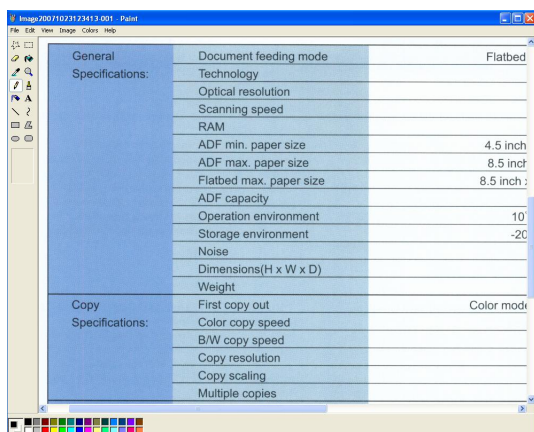 Image20071023123413-001 - Paint
File Edit View Image Colors Help
General Document feeding mode Flatbed
Specifications: Technology
Optical resolution
Scanning speed
RAM
ADF min. paper size 4.5 inch
ADF max. paper size 8.5 inch
Flatbed max. paper size 8.5 inch x
ADF capacity
Operation environment 10°
Storage environment -20
Noise
Dimensions(H x W x D)
Weight
Copy First copy out Color mode
Specifications: Color copy speed
B/W copy speed
Copy resolution
Copy scaling
Multiple copies